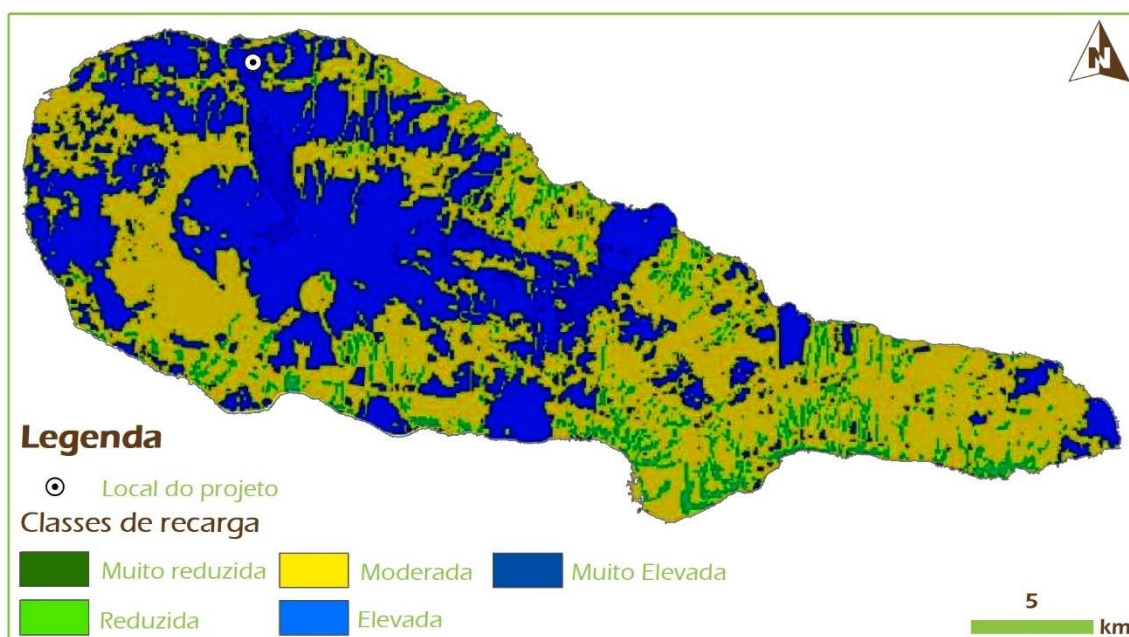 N
Legenda
Local do projeto
Classes de recarga
Muito reduzida
Moderada
Muito Elevada
Reduzida
Elevada
5
km